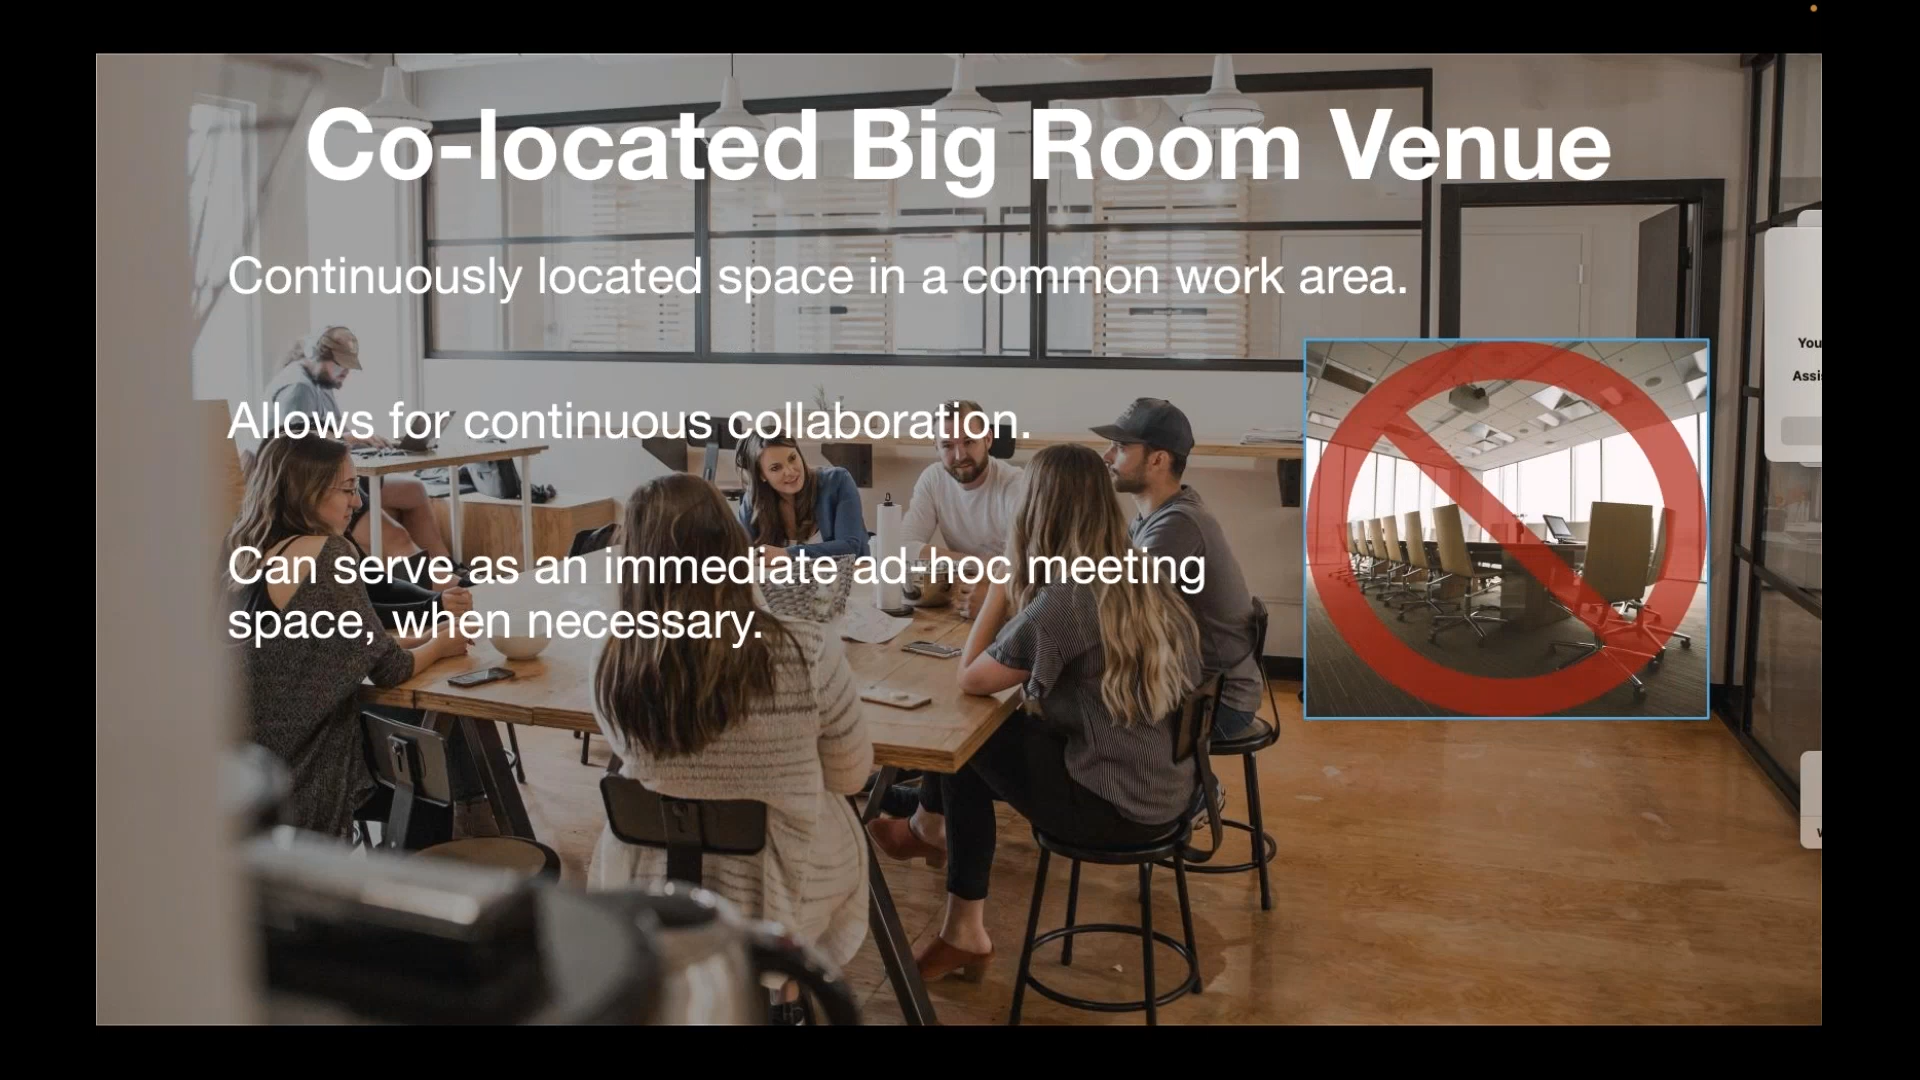 Co-located Big Room Venue
Continuously located space in a common work area.
Allows for continuous collaboration.
Can serve as an immediate ad-hoc meeting
space, when necessary.
You